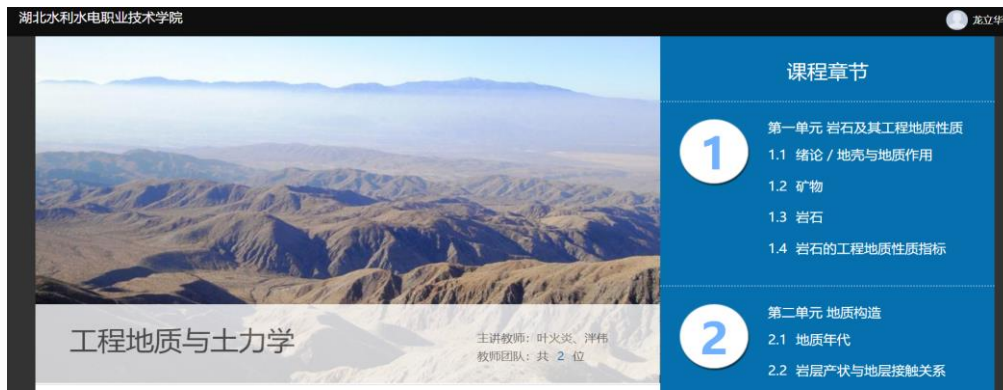 湖北水利水电职业技术学院
龙立华
课程章节
1
第一单元 岩石及其工程地质性质
1.1 绪论 / 地壳与地质作用
1.2 矿物
1.3 岩石
1.4 岩石的工程地质性质指标
工程地质与土力学
主讲教师：叶火炎、泮伟
教师团队：共 2 位
2
第二单元 地质构造
2.1 地质年代
2.2 岩层产状与地层接触关系